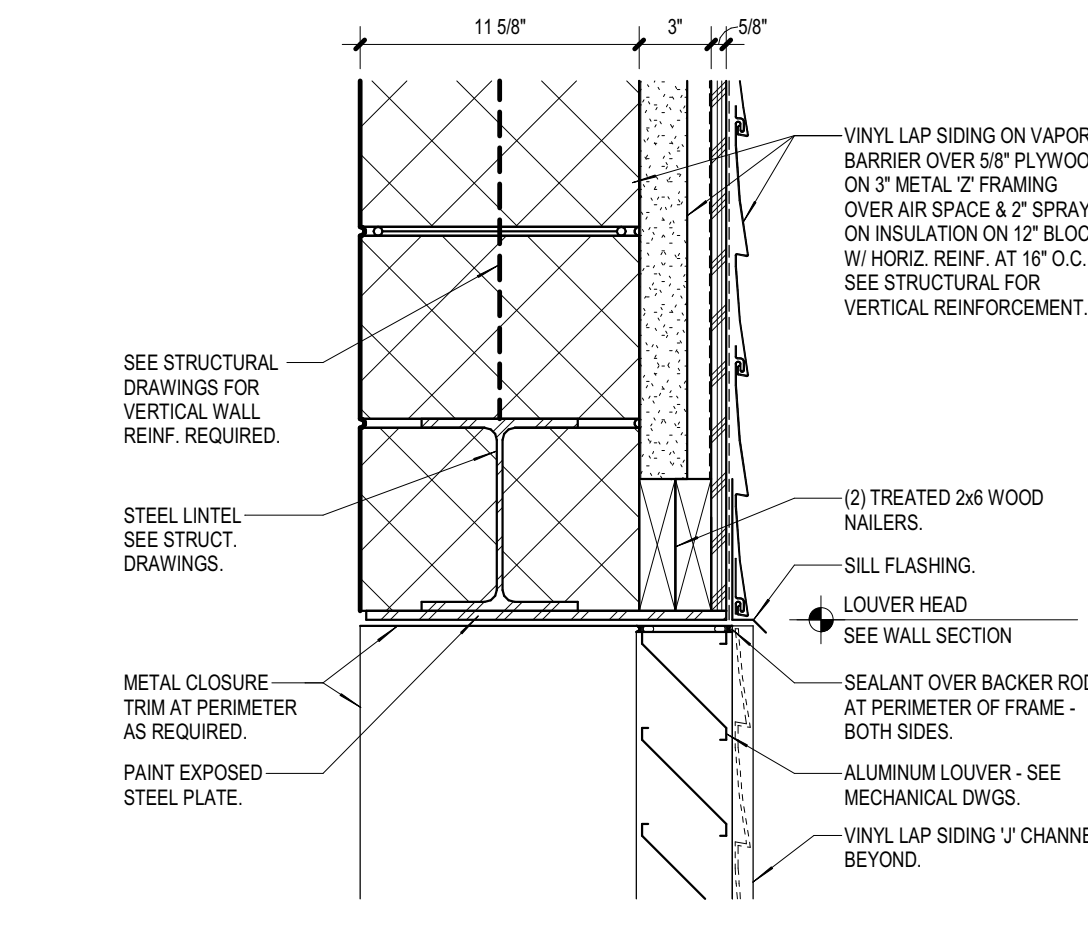 11 5/8"
3"
5/8"
VINYL LAP SIDING ON VAPOR
BARRIER OVER 5/8" PLYWOO
ON 3" METAL 'Z' FRAMING
OVER AIR SPACE & 2" SPRAY
ON INSULATION ON 12" BLOC
W/ HORIZ. REINF. AT 16" O.C.
SEE STRUCTURAL FOR
VERTICAL REINFORCEMENT.
SEE STRUCTURAL
DRAWINGS FOR
VERTICAL WALL
REINF. REQUIRED.
STEEL LINTEL
SEE STRUCT.
DRAWINGS.
(2) TREATED 2x6 WOOD
NAILERS.
SILL FLASHING.
LOUVER HEAD
SEE WALL SECTION
METAL CLOSURE
TRIM AT PERIMETER
AS REQUIRED.
PAINT EXPOSED
STEEL PLATE.
SEALANT OVER BACKER ROD
AT PERIMETER OF FRAME -
BOTH SIDES.
ALUMINUM LOUVER - SEE
MECHANICAL DWGS.
VINYL LAP SIDING 'J' CHANNE
BEYOND.